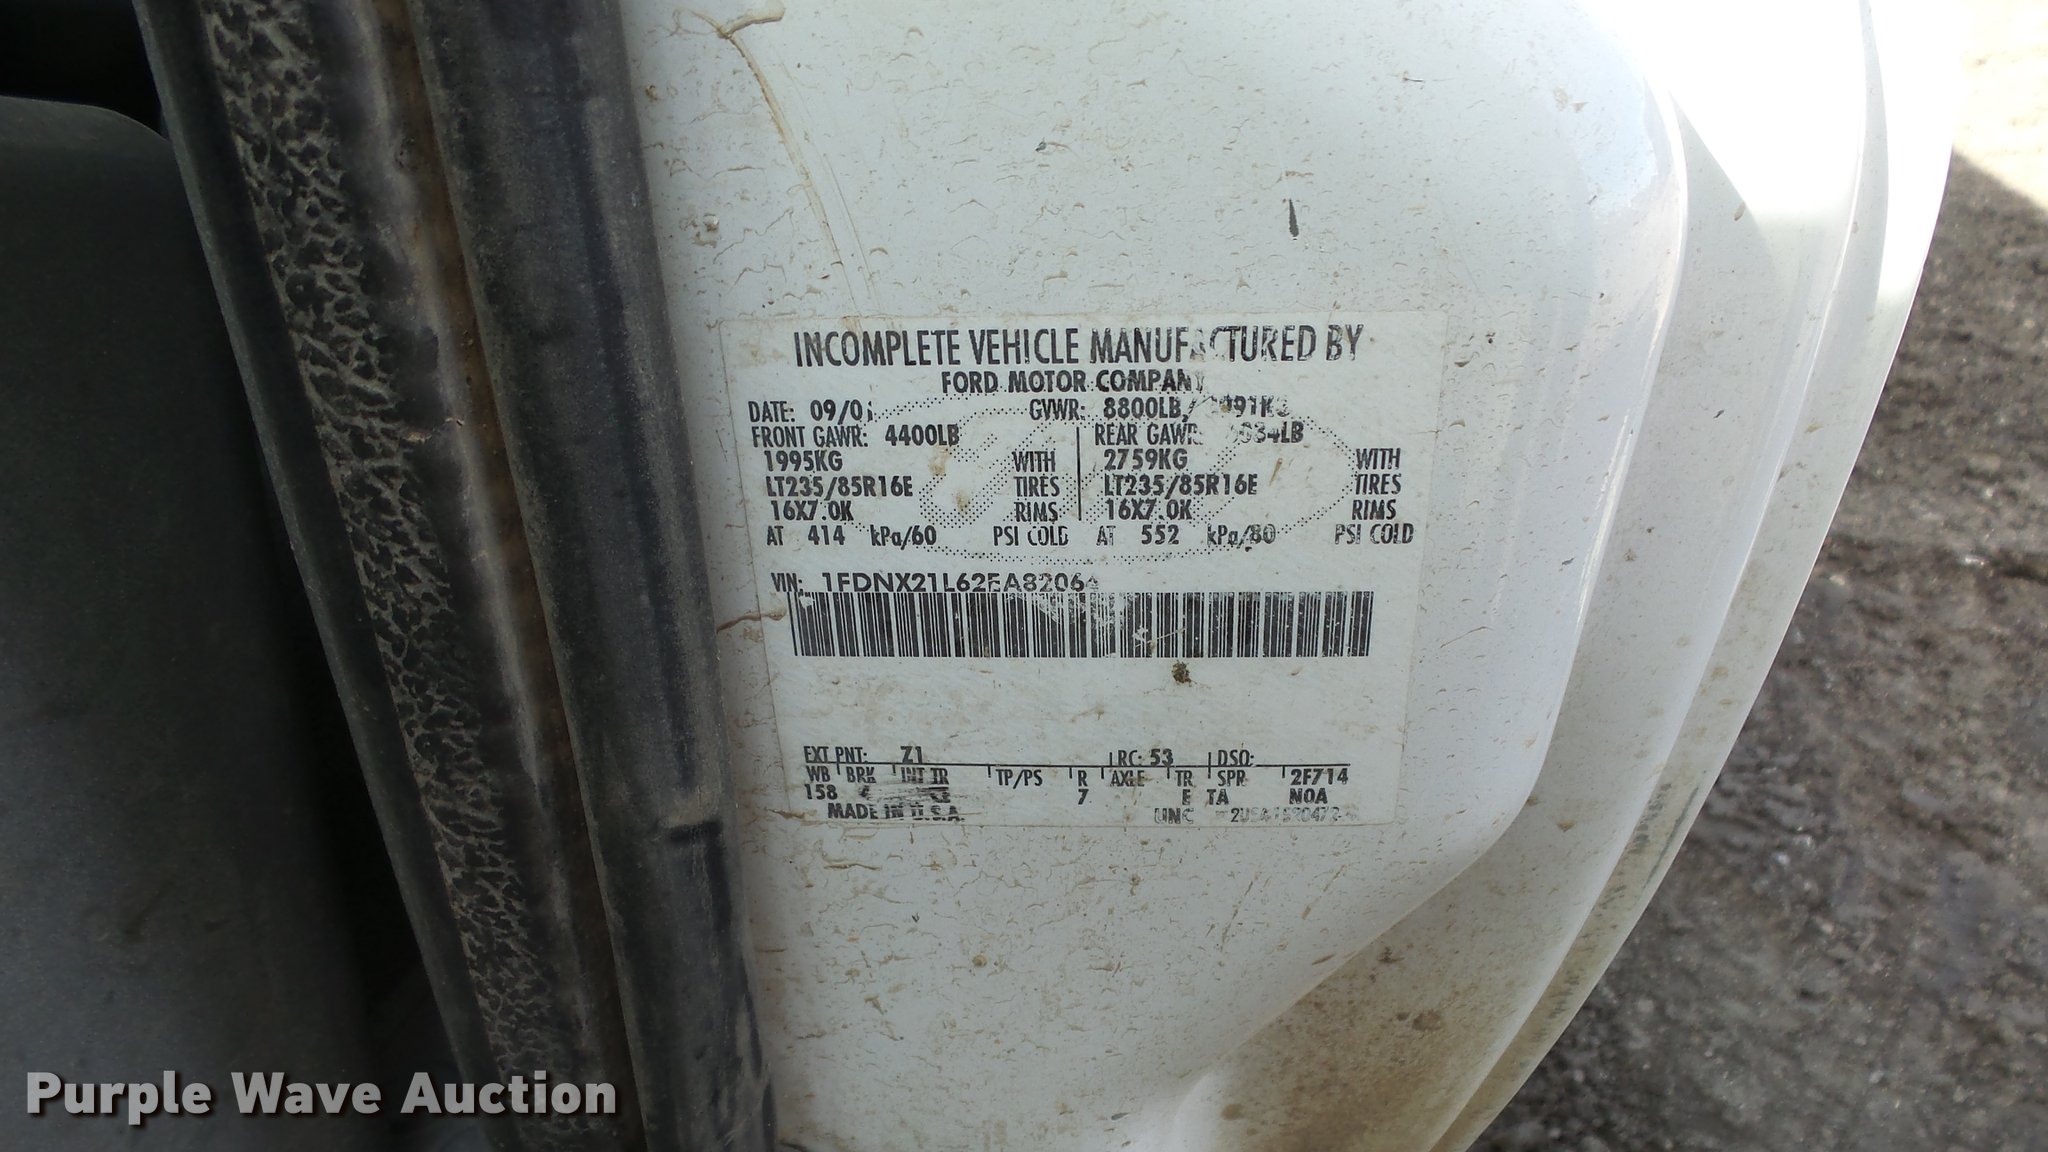 INCOMPLETE VEHICLE MANUFACTURED BY
FORD MOTOR COMPANY
DATE: 09/01 GVWR: 8800LB/
FRONT GAWR: 4400LB REAR GAWR:
1995KG WITH 2759KG WITH
LT235/85R16E TIRES LT235/85R16E TIRES
16X7.0K RIMS 16X7.0K RIMS
AT 414 kPa/60 PSI COLD AT 552 kPa/80 PSI COLD
VIN: 1FDNX21L62EA82064
EXT PNT: Z1 RC: 53 DSO:
WB BRK INT TR TP/PS R AXLE TR SPR 2F714
158 7 E TA NOA
MADE IN U.S.A. UNC
Purple Wave Auction